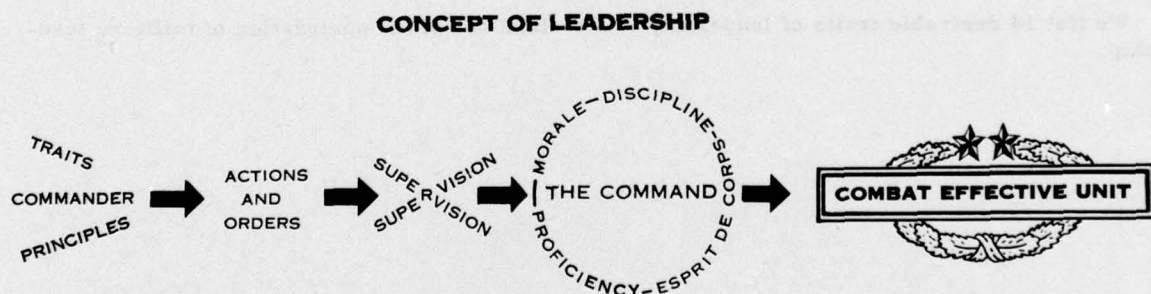 CONCEPT OF LEADERSHIP
TRAITS
COMMANDER
PRINCIPLES
ACTIONS
AND
ORDERS
SUPERVISION
SUPERVISION
MORALE—DISCIPLINE—ESPRIT DE CORPS—PROFICIENCY—
THE COMMAND
COMBAT EFFECTIVE UNIT